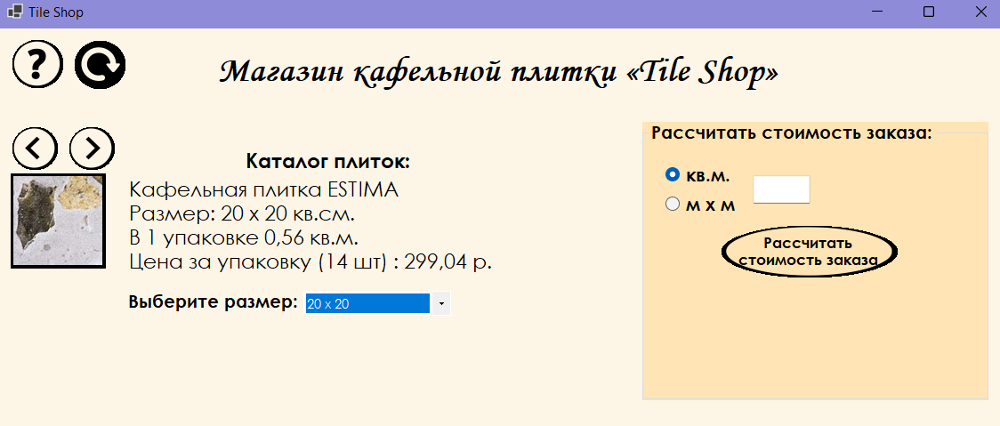 Tile Shop
?
Магазин кафельной плитки «Tile Shop»
Каталог плиток:
Кафельная плитка ESTIMA
Размер: 20 x 20 кв.см.
В 1 упаковке 0,56 кв.м.
Цена за упаковку (14 шт) : 299,04 р.
Выберите размер: 20 x 20
Рассчитать стоимость заказа:
кв.м.
м х м
Рассчитать
стоимость заказа